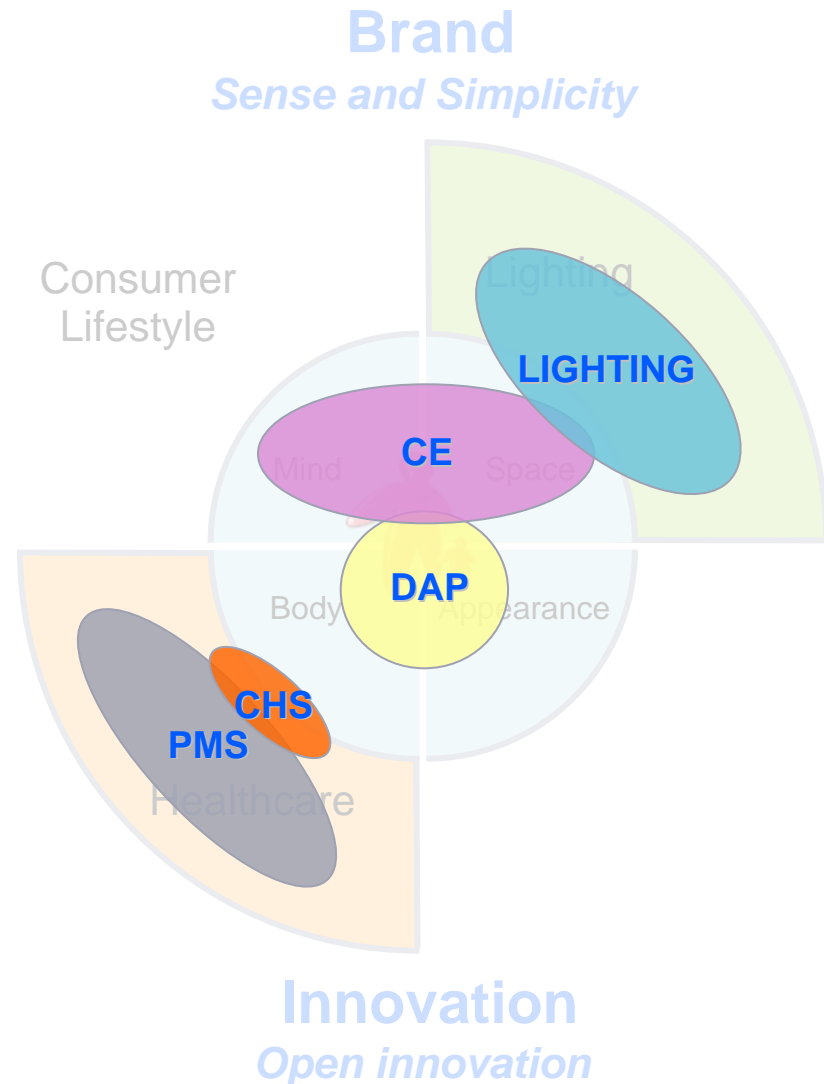 Brand
Sense and Simplicity
Lighting
Consumer
Lifestyle
LIGHTING
CE
Mind
Space
DAP
Body
Appearance
CHS
PMS
Healthcare
Innovation
Open innovation